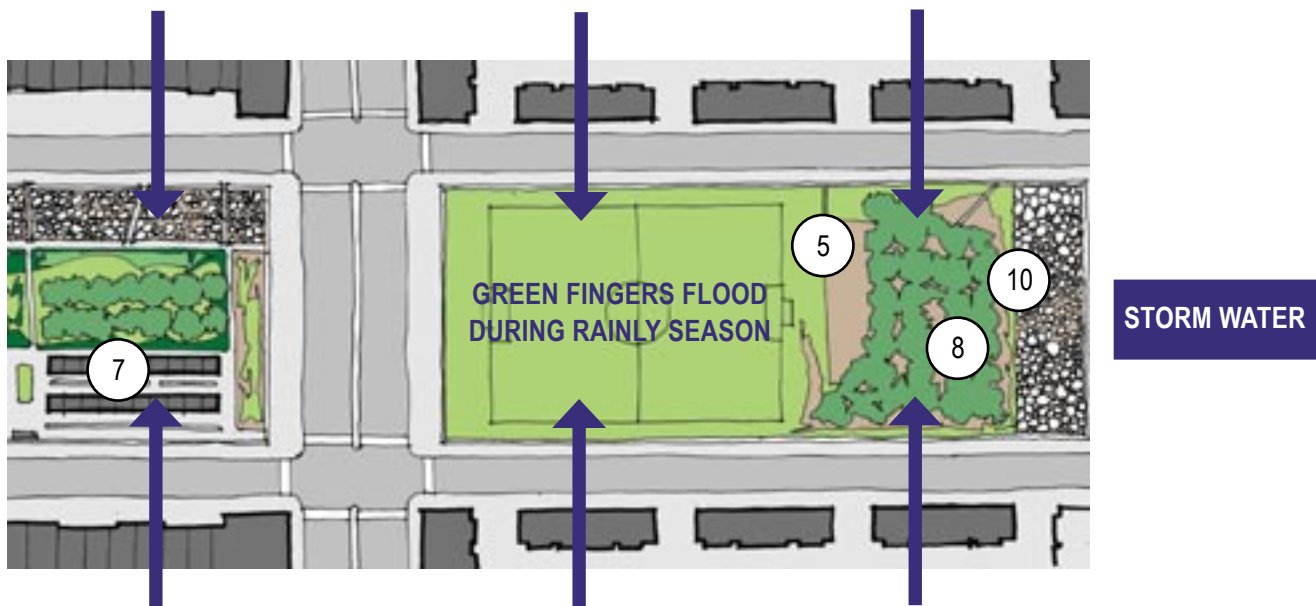 5
GREEN FINGERS FLOOD
DURING RAINLY SEASON
10
STORM WATER
8
7